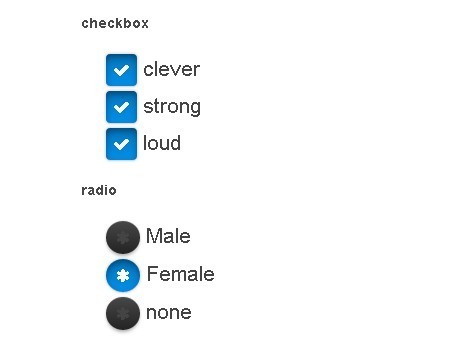 checkbox
clever
strong
loud
radio
Male
Female
none